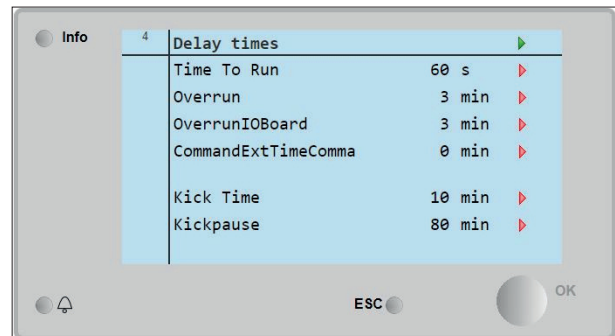 Info
4 Delay times
Time To Run 60 s
Overrun 3 min
OverrunIOBoard 3 min
CommandExtTimeComma 0 min
Kick Time 10 min
Kickpause 80 min
ESC OK